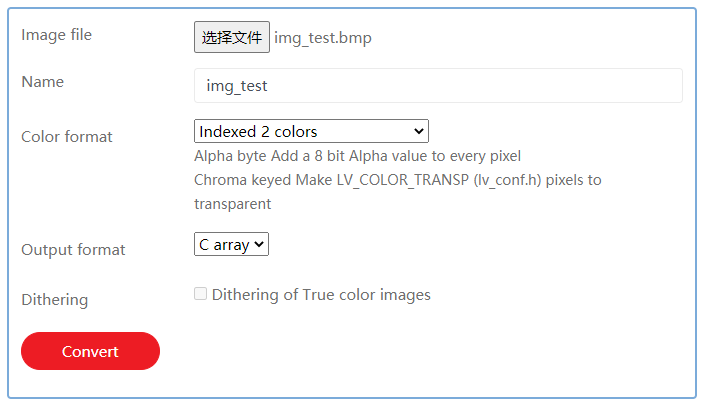 Image file 选择文件 img_test.bmp
Name img_test
Color format Indexed 2 colors
Alpha byte Add a 8 bit Alpha value to every pixel
Chroma keyed Make LV_COLOR_TRANSP (lv_conf.h) pixels to
transparent
Output format C array
Dithering Dithering of True color images
Convert